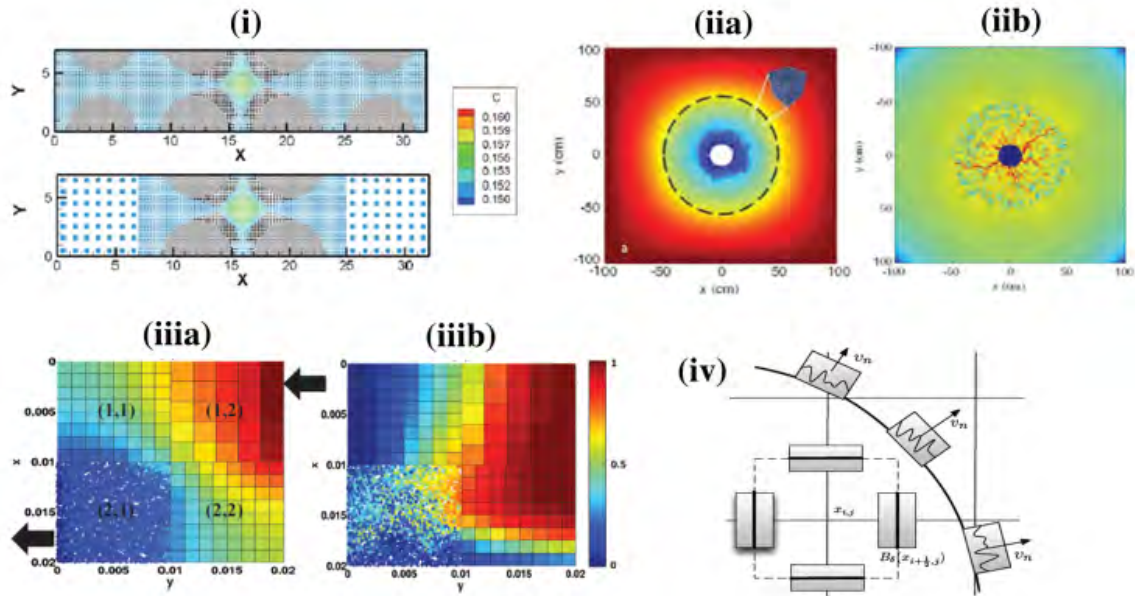 (i)
Y
5
0
0 5 10 15 20 25 30
X
Y
5
0
0 5 10 15 20 25 30
X
C
0.160
0.159
0.157
0.155
0.153
0.152
0.150
(iia)
100
50
0
-50
-100
y (cm)
a
-100 -50 0 50 100
x (cm)
(iib)
-100
-50
0
50
100
y (cm)
-100 -50 0 50 100
x (cm)
(iiia)
0
0.005
0.01
0.015
0.02
x
(1,1) (1,2)
(2,1) (2,2)
0 0.005 0.01 0.015 0.02
y
(iiib)
0
0.005
0.01
0.015
0.02
x
0 0.005 0.01 0.015 0.02
y
1
0.5
0
(iv)
vₙ
vₙ
vₙ
x_{i,j}
B_δ(x_{i+½,j})